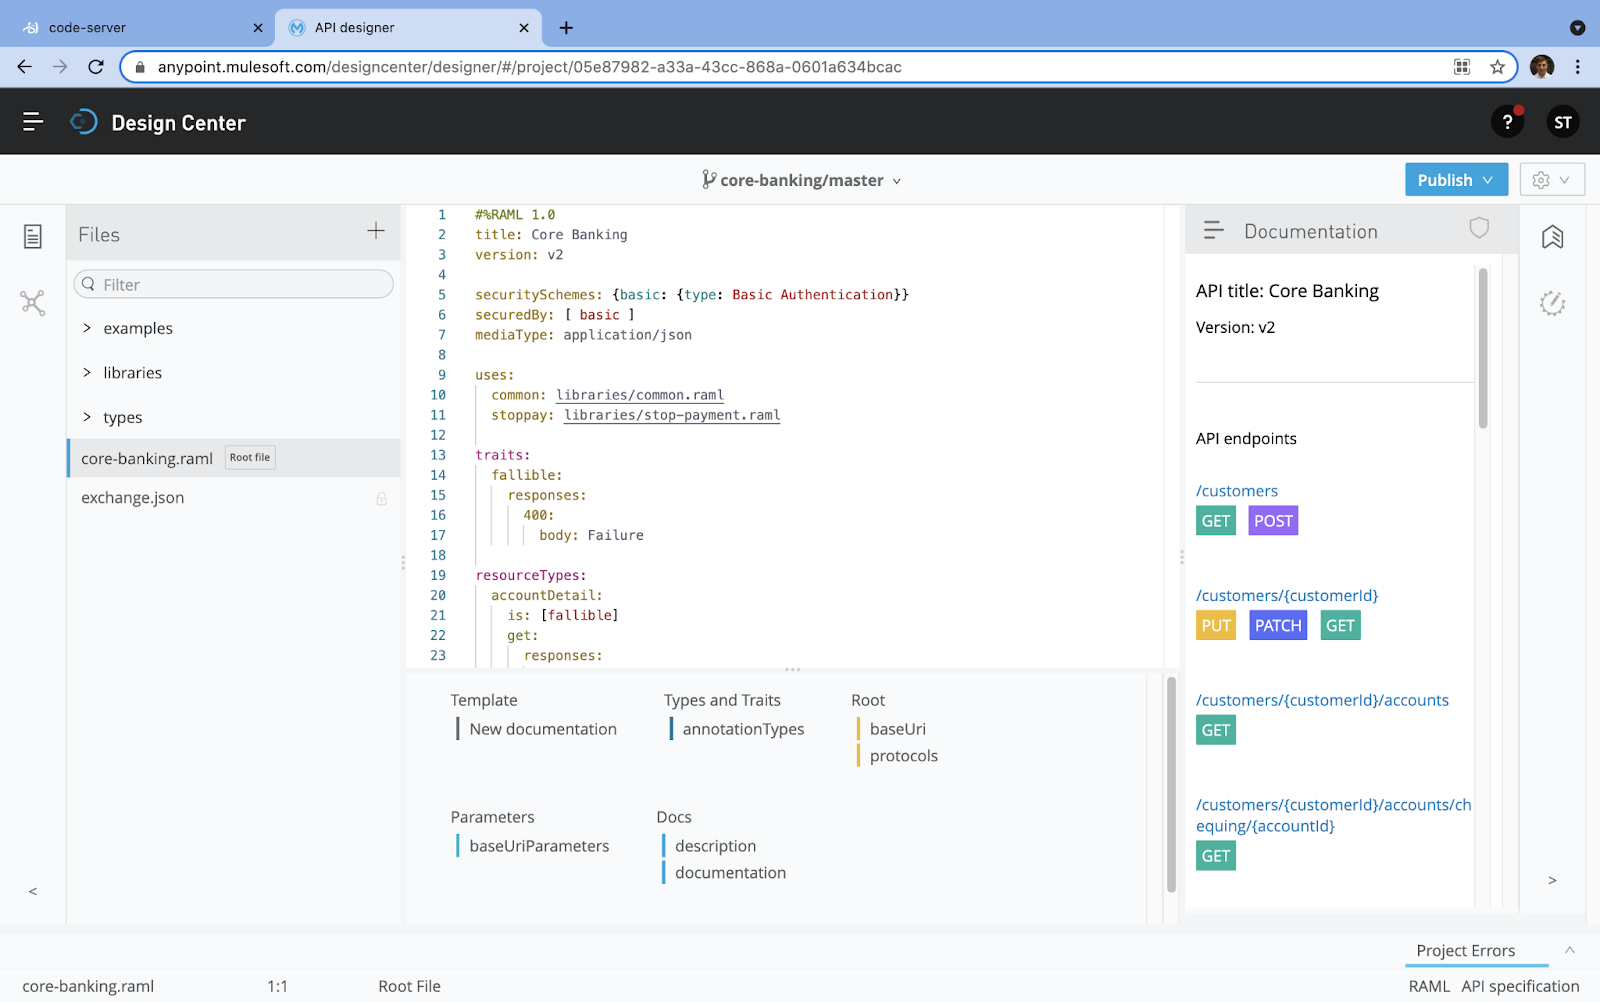 code-server
API designer
anypoint.mulesoft.com/designcenter/designer/#/project/05e87982-a33a-43cc-868a-0601a634bcac
Design Center
?
ST
core-banking/master
Publish
Files
Filter
examples
libraries
types
core-banking.raml Root file
exchange.json
1 #%RAML 1.0
2 title: Core Banking
3 version: v2
4
5 securitySchemes: {basic: {type: Basic Authentication}}
6 securedBy: [ basic ]
7 mediaType: application/json
8
9 uses:
10 common: libraries/common.raml
11 stoppay: libraries/stop-payment.raml
12
13 traits:
14 fallible:
15 responses:
16 400:
17 body: Failure
18
19 resourceTypes:
20 accountDetail:
21 is: [fallible]
22 get:
23 responses:
Template
New documentation
Types and Traits
annotationTypes
Root
baseUri
protocols
Parameters
baseUriParameters
Docs
description
documentation
Documentation
API title: Core Banking
Version: v2
API endpoints
/customers
GET POST
/customers/{customerId}
PUT PATCH GET
/customers/{customerId}/accounts
GET
/customers/{customerId}/accounts/ch
equing/{accountId}
GET
Project Errors
core-banking.raml 1:1 Root File RAML API specification